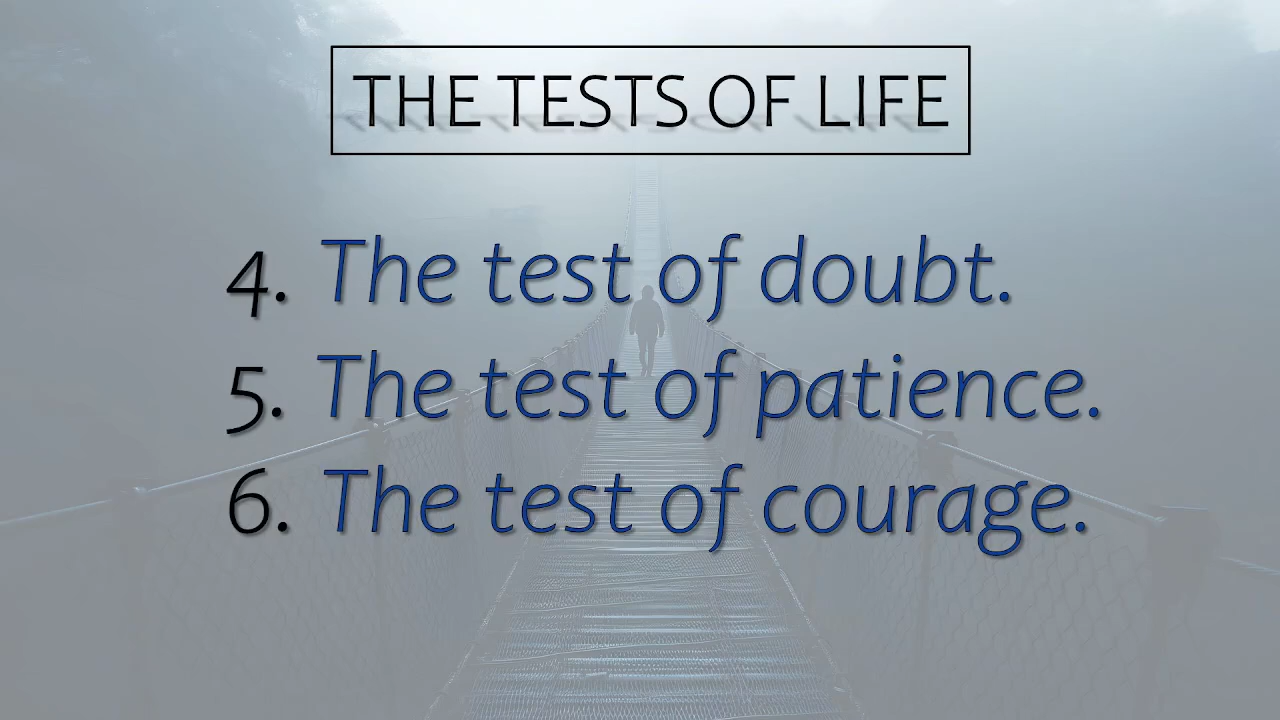 THE TESTS OF LIFE
4. The test of doubt.
5. The test of patience.
6. The test of courage.